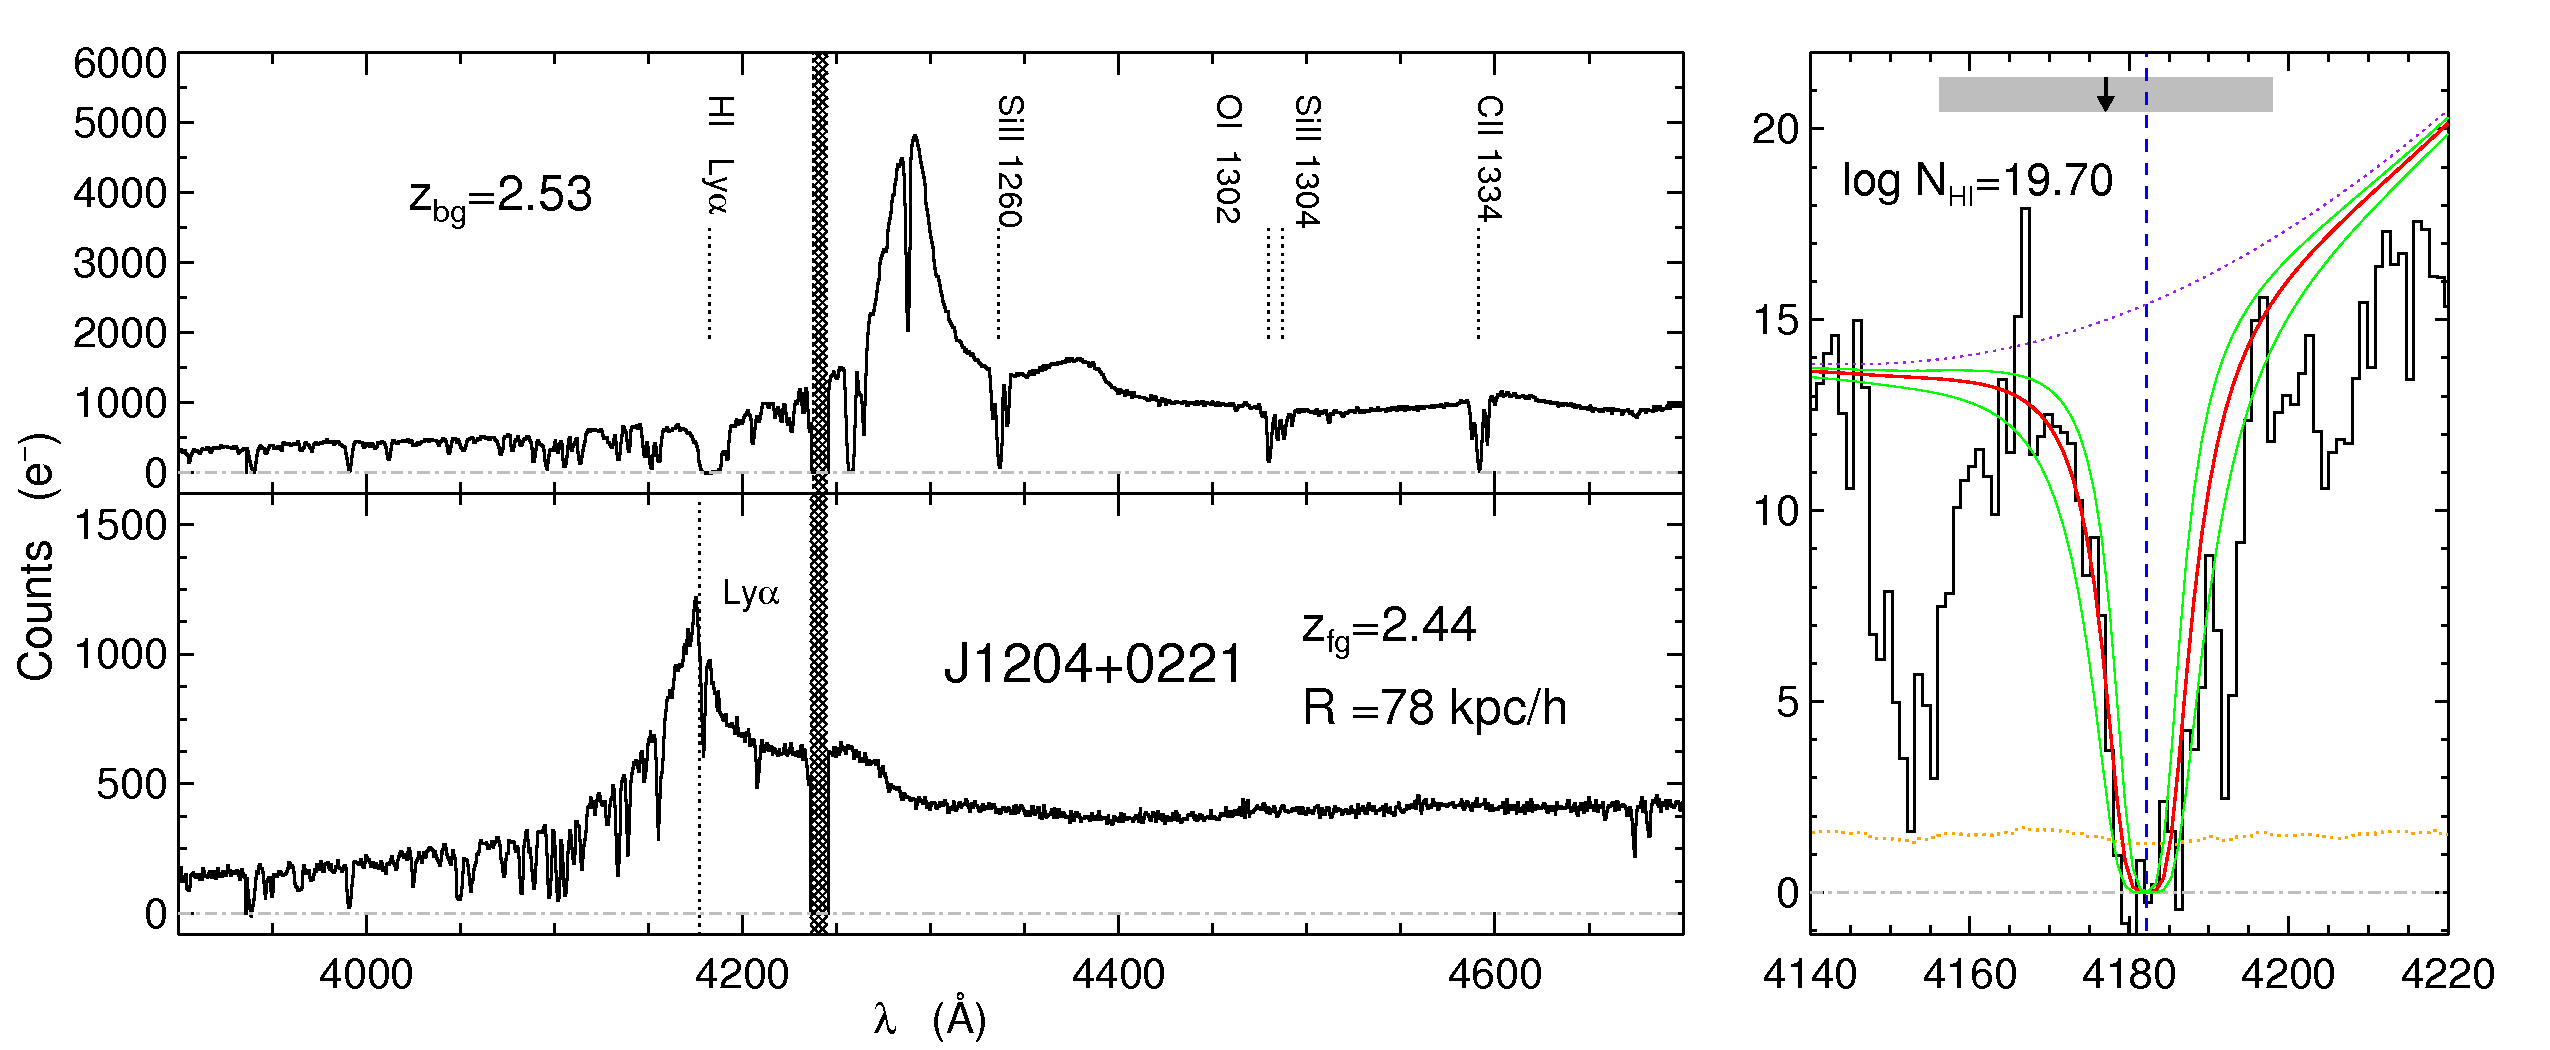 6000
5000
4000
3000
2000
1000
0
HI Lyα
SiII 1260
OI 1302
SiII 1304
CII 1334
z_bg=2.53
1500
1000
500
0
Lyα
J1204+0221
z_fg=2.44
R =78 kpc/h
Counts (e⁻)
4000
4200
4400
4600
λ (Å)
20
15
10
5
0
log N_HI=19.70
4140
4160
4180
4200
4220